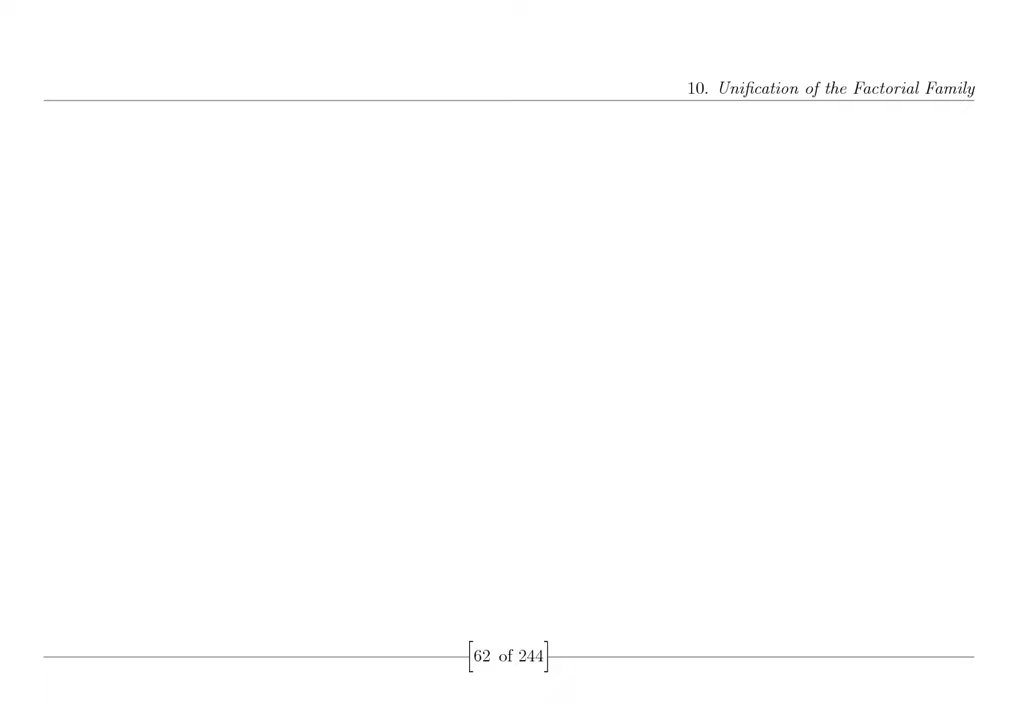 10. Unification of the Factorial Family
[62 of 244]